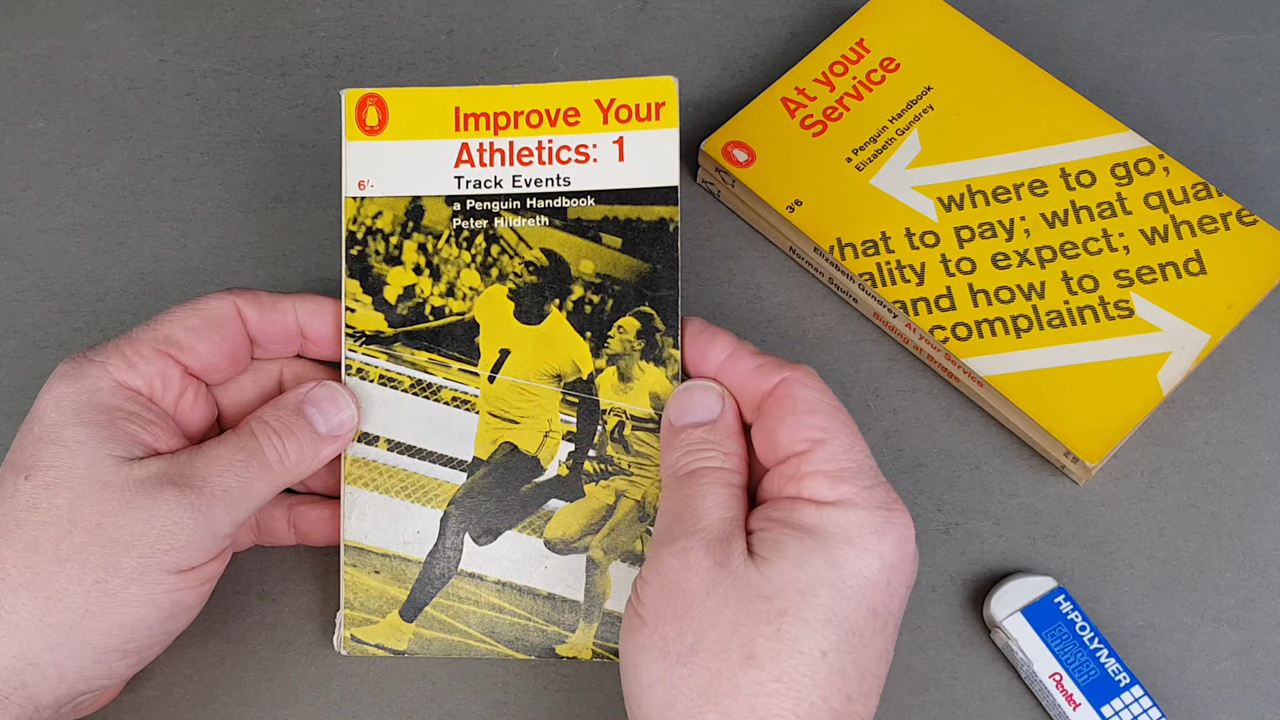 Improve Your
Athletics: 1
6/-
Track Events
a Penguin Handbook
Peter Hildreth
1
At your
Service
a Penguin Handbook
Elizabeth Gundrey
3'6
where to go;
what to pay; what qual
ality to expect; where
and how to send
complaints
Elizabeth Gundrey At your Service
Norman Squire Bidding at Bridge
HI-POLYMER
ERASER
Pentel